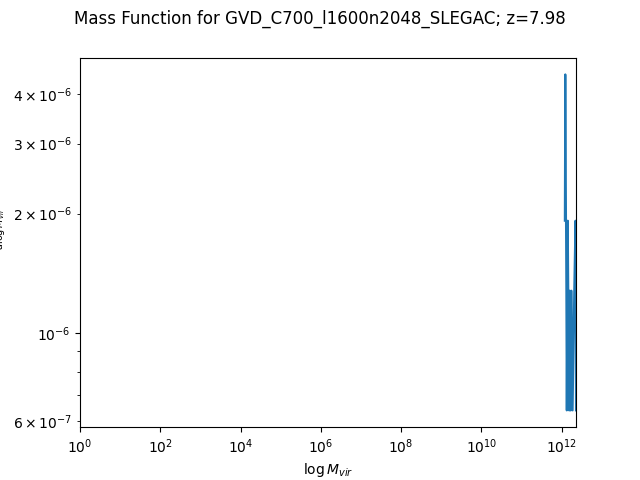 Mass Function for GVD_C700_l1600n2048_SLEGAC; z=7.98
4 × 10⁻⁶
3 × 10⁻⁶
2 × 10⁻⁶
10⁻⁶
6 × 10⁻⁷
10⁰ 10² 10⁴ 10⁶ 10⁸ 10¹⁰ 10¹²
log M_vir